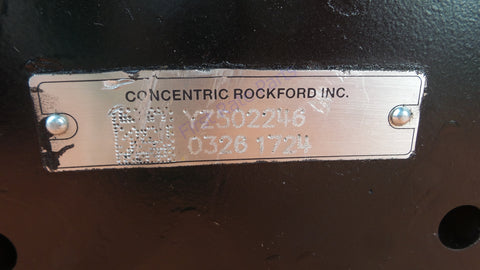 CONCENTRIC ROCKFORD INC.
YZ502246
0326 1724